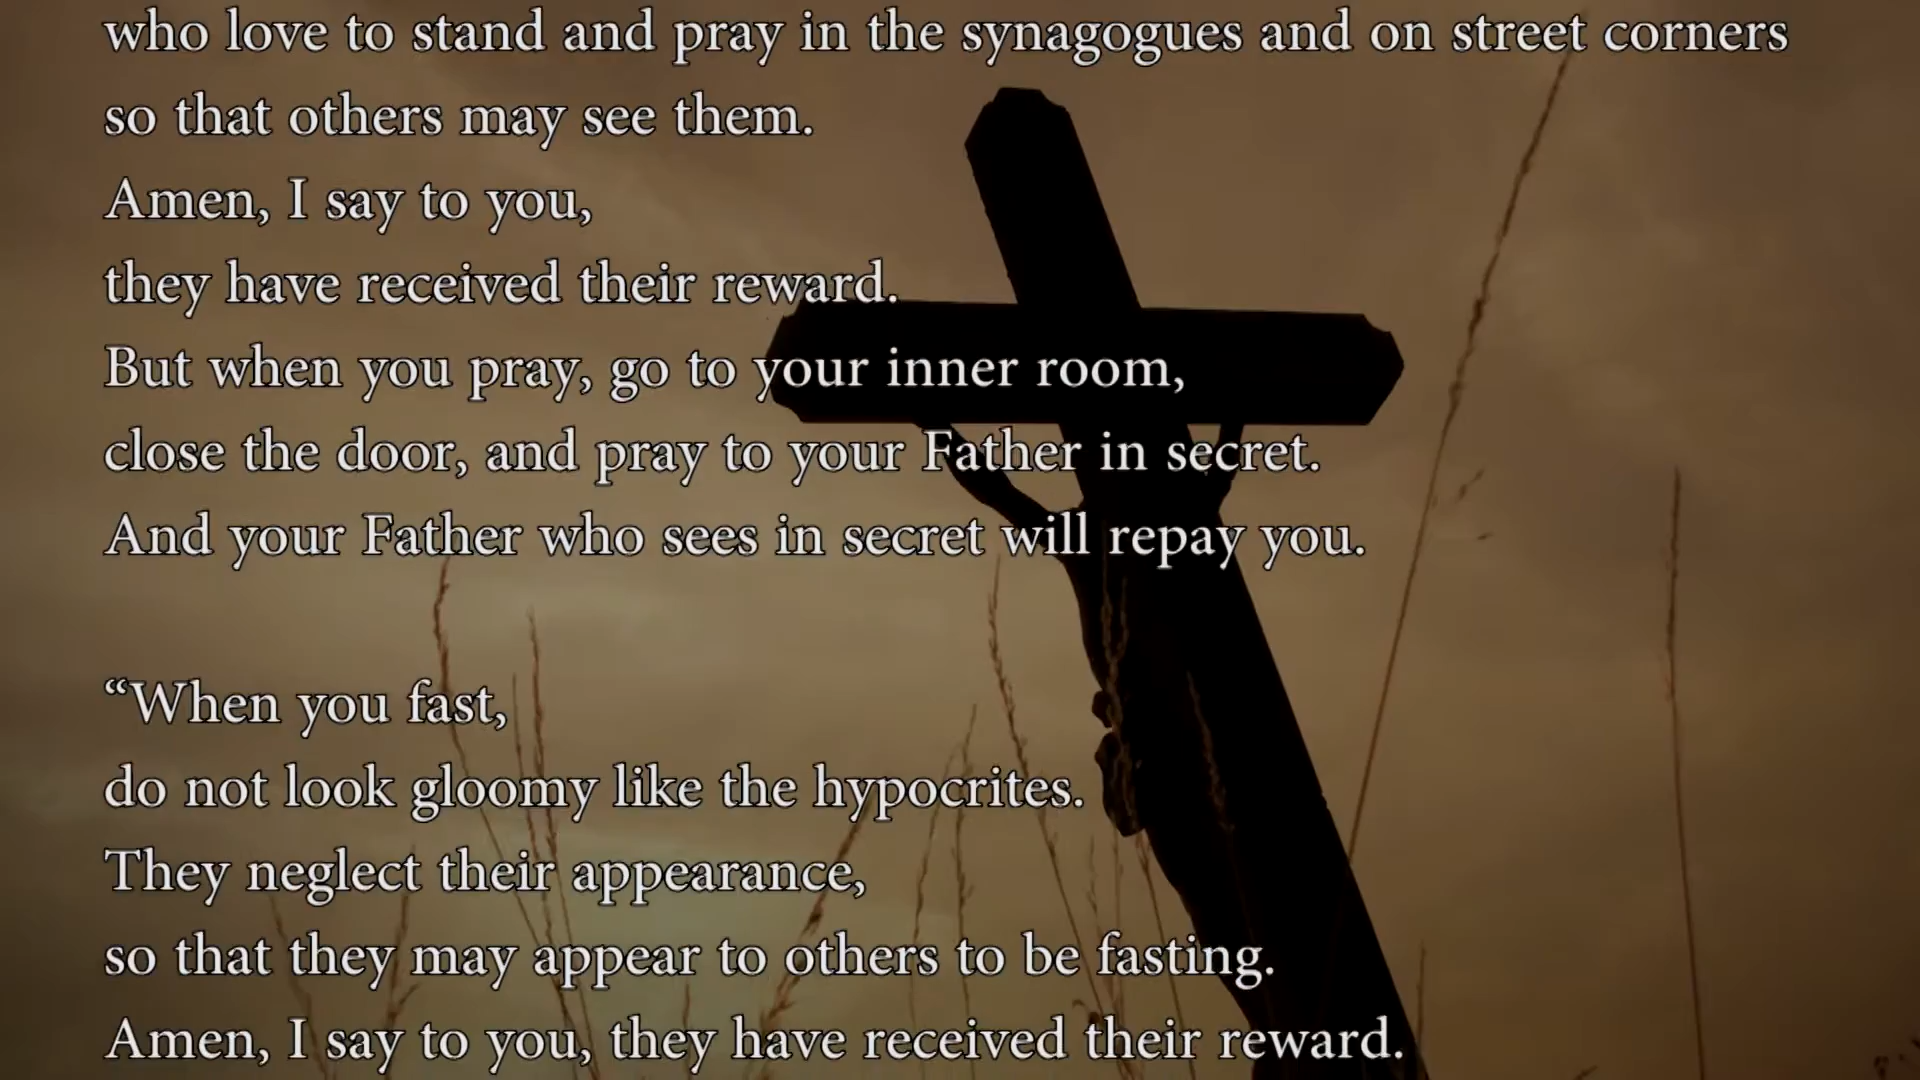 who love to stand and pray in the synagogues and on street corners
so that others may see them.
Amen, I say to you,
they have received their reward.
But when you pray, go to your inner room,
close the door, and pray to your Father in secret.
And your Father who sees in secret will repay you.
“When you fast,
do not look gloomy like the hypocrites.
They neglect their appearance,
so that they may appear to others to be fasting.
Amen, I say to you, they have received their reward.